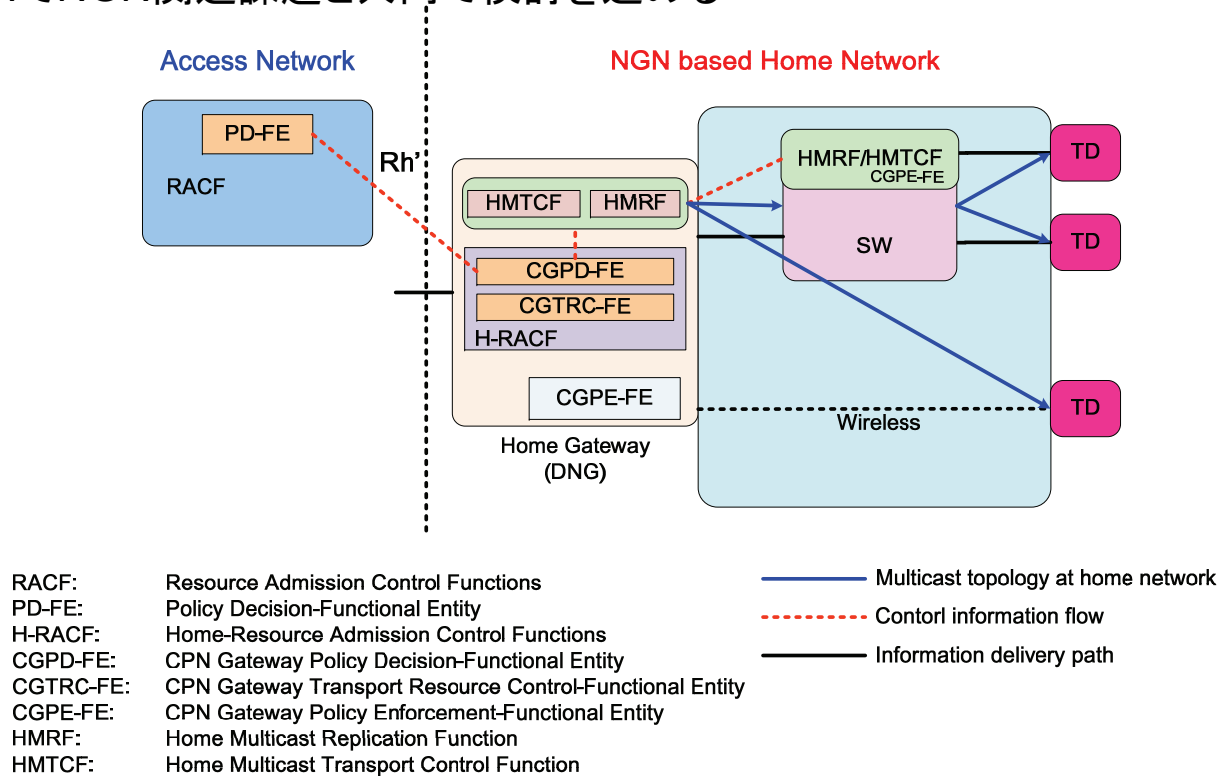 Access Network
NGN based Home Network
PD-FE
RACF
Rh'
HMTCF
HMRF
CGPD-FE
CGTRC-FE
H-RACF
CGPE-FE
Home Gateway
(DNG)
HMRF/HMTCF
CGPE-FE
SW
TD
TD
TD
Wireless
RACF: Resource Admission Control Functions
PD-FE: Policy Decision-Functional Entity
H-RACF: Home-Resource Admission Control Functions
CGPD-FE: CPN Gateway Policy Decision-Functional Entity
CGTRC-FE: CPN Gateway Transport Resource Control-Functional Entity
CGPE-FE: CPN Gateway Policy Enforcement-Functional Entity
HMRF: Home Multicast Replication Function
HMTCF: Home Multicast Transport Control Function
Multicast topology at home network
Contorl information flow
Information delivery path